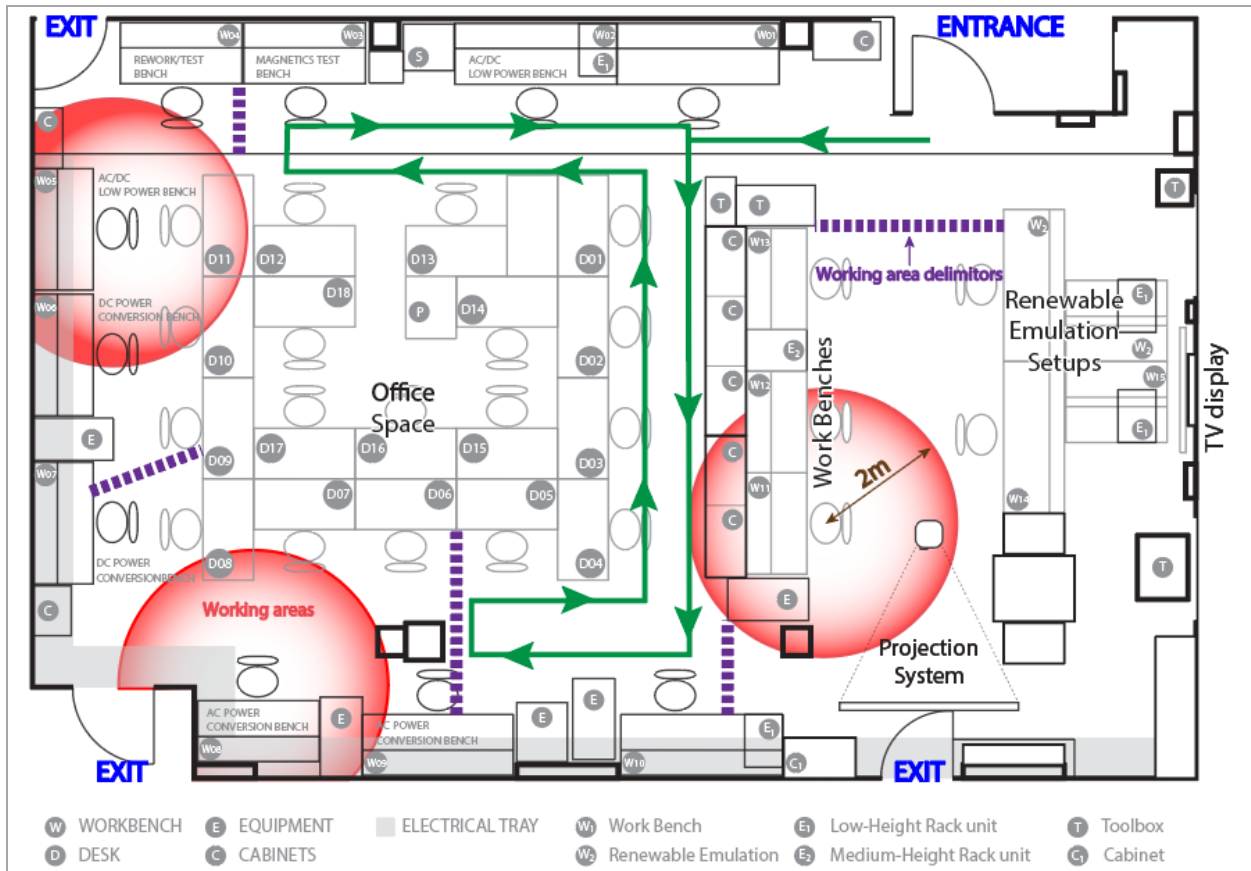 EXIT
ENTRANCE
W04
W03
W02
W01
C
REWORK/TEST
BENCH
MAGNETICS TEST
BENCH
S
AC/DC
LOW POWER BENCH
E1
C
W05
AC/DC
LOW POWER BENCH
T
T
T
D11
D12
D13
D01
C
W13
W2
Working area delimitors
W06
DC POWER
CONVERSION BENCH
D18
P
D14
C
E1
Renewable
Emulation
Setups
D10
D02
E2
W2
C
W12
W15
Office
Space
Work Benches
TV display
E
D17
D16
D15
C
E1
D09
D03
W07
D07
D06
D05
W11
2m
W14
C
DC POWER
CONVERSIONBENCH
D08
D04
T
C
Working areas
E
Projection
System
AC POWER
CONVERSION BENCH
E
AC POWER
CONVERSION BENCH
E
E
E1
W08
W09
W10
C1
EXIT
EXIT
W WORKBENCH
E EQUIPMENT
ELECTRICAL TRAY
W1 Work Bench
E1 Low-Height Rack unit
T Toolbox
D DESK
C CABINETS
W2 Renewable Emulation
E2 Medium-Height Rack unit
C1 Cabinet